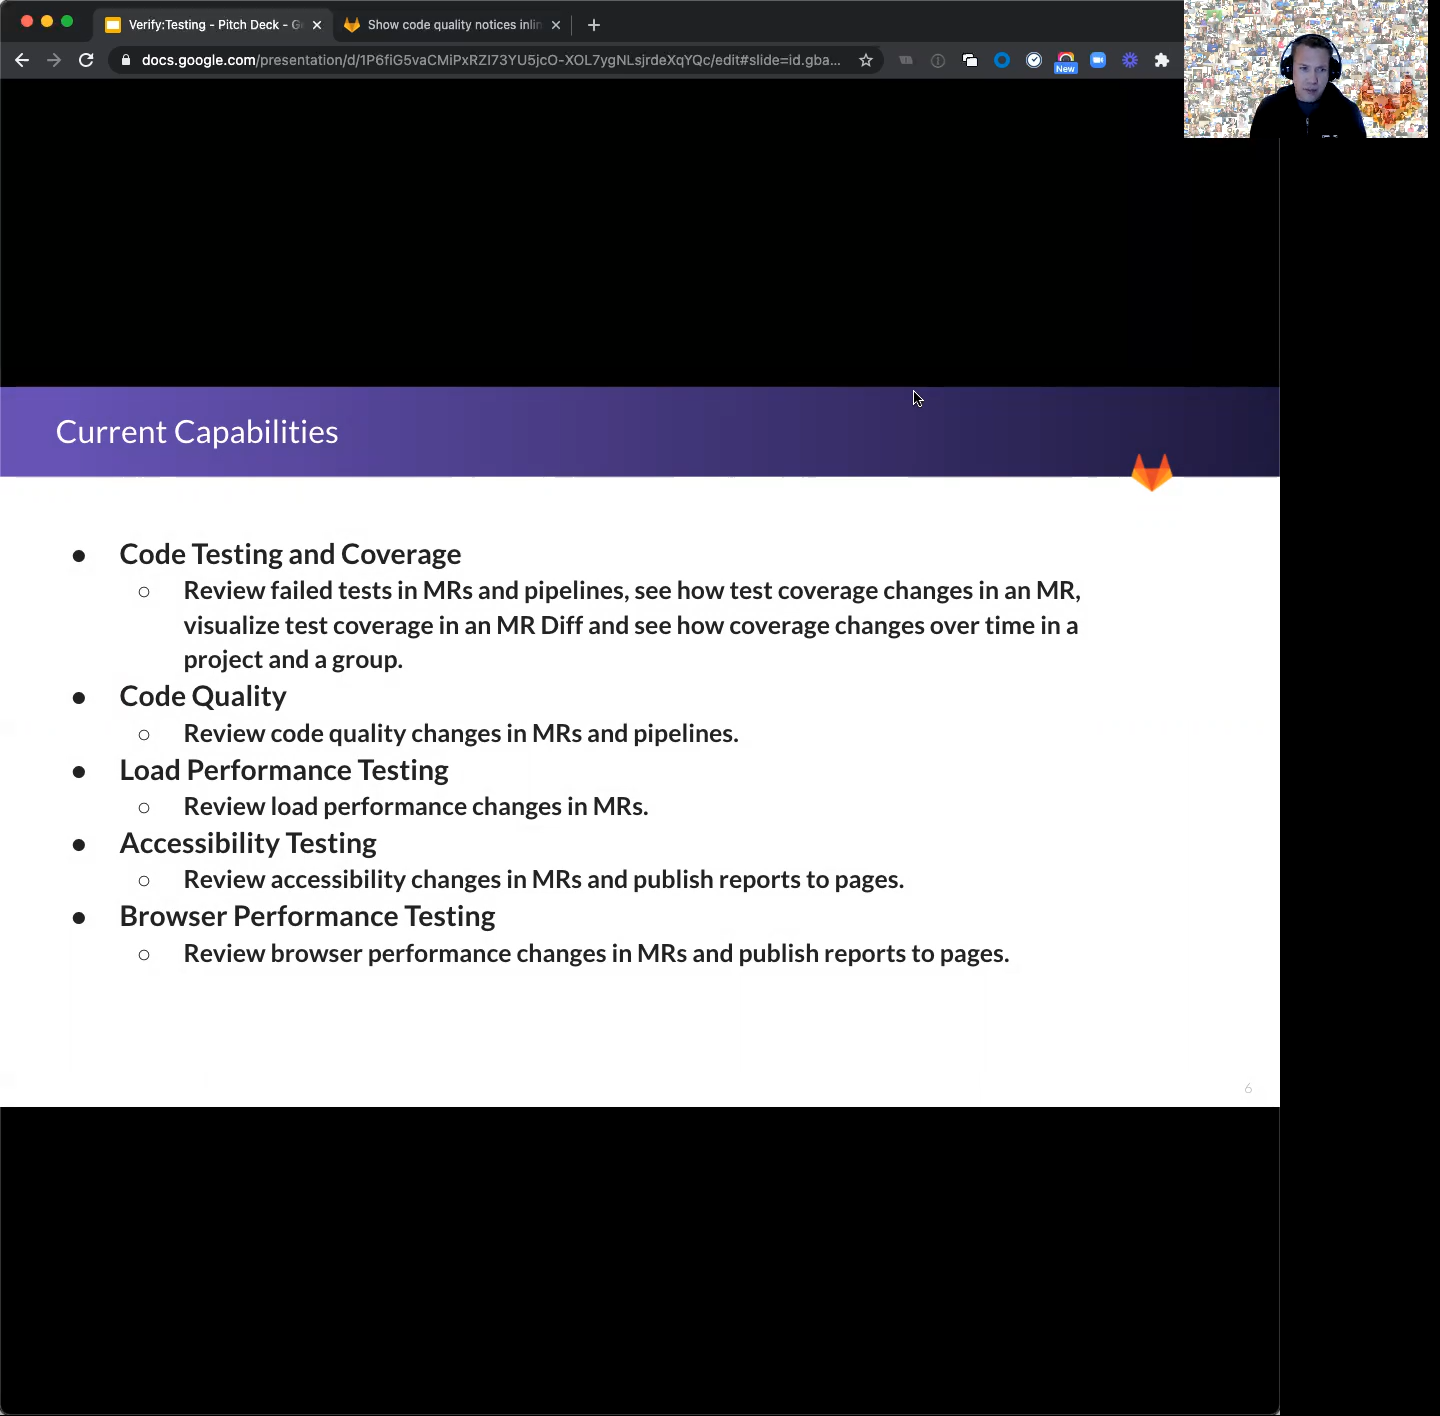 Verify:Testing - Pitch Deck - G
Show code quality notices inlin
docs.google.com/presentation/d/1P6fiG5vaCMiPxRZI73YU5jcO-XOL7ygNLsjrdeXqYQc/edit#slide=id.gba...
New
Current Capabilities
● Code Testing and Coverage
○ Review failed tests in MRs and pipelines, see how test coverage changes in an MR,
visualize test coverage in an MR Diff and see how coverage changes over time in a
project and a group.
● Code Quality
○ Review code quality changes in MRs and pipelines.
● Load Performance Testing
○ Review load performance changes in MRs.
● Accessibility Testing
○ Review accessibility changes in MRs and publish reports to pages.
● Browser Performance Testing
○ Review browser performance changes in MRs and publish reports to pages.
6